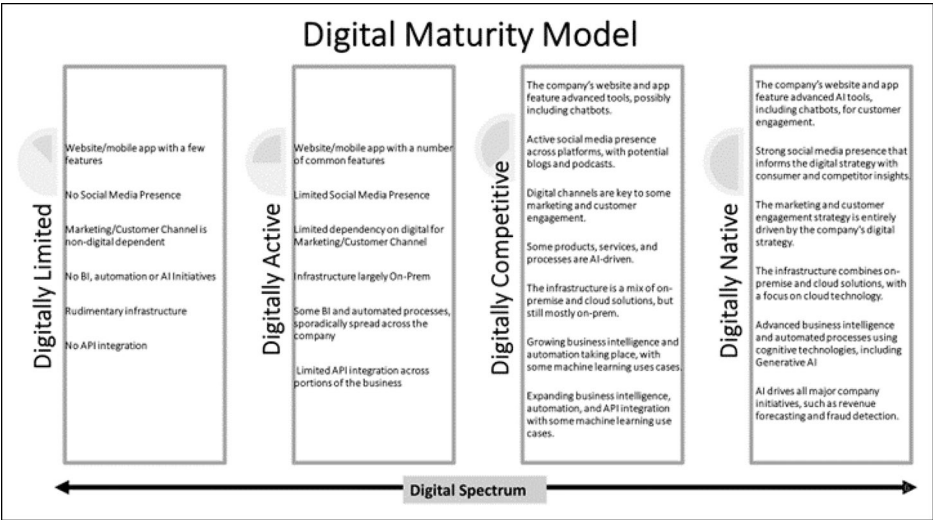 Digital Maturity Model
Digitally Limited
Website/mobile app with a few
features
No Social Media Presence
Marketing/Customer Channel is
non-digital dependent
No BI, automation or AI Initiatives
Rudimentary infrastructure
No API integration
Digitally Active
Website/mobile app with a number
of common features
Limited Social Media Presence
Limited dependency on digital for
Marketing/Customer Channel
Infrastructure largely On-Prem
Some BI and automated processes,
sporadically spread across the
company
Limited API integration across
portions of the business
Digitally Competitive
The company's website and app
feature advanced tools, possibly
including chatbots.
Active social media presence
across platforms, with potential
blogs and podcasts.
Digital channels are key to some
marketing and customer
engagement.
Some products, services, and
processes are AI-driven.
The infrastructure is a mix of on-
premise and cloud solutions, but
still mostly on-prem.
Growing business intelligence and
automation taking place, with
some machine learning uses cases.
Expanding business intelligence,
automation, and API integration
with some machine learning use
cases.
Digitally Native
The company's website and app
feature advanced AI tools,
including chatbots, for customer
engagement.
Strong social media presence that
informs the digital strategy with
consumer and competitor insights.
The marketing and customer
engagement strategy is entirely
driven by the company's digital
strategy.
The infrastructure combines on-
premise and cloud solutions, with
a focus on cloud technology.
Advanced business intelligence
and automated processes using
cognitive technologies, including
Generative AI
AI drives all major company
initiatives, such as revenue
forecasting and fraud detection.
Digital Spectrum